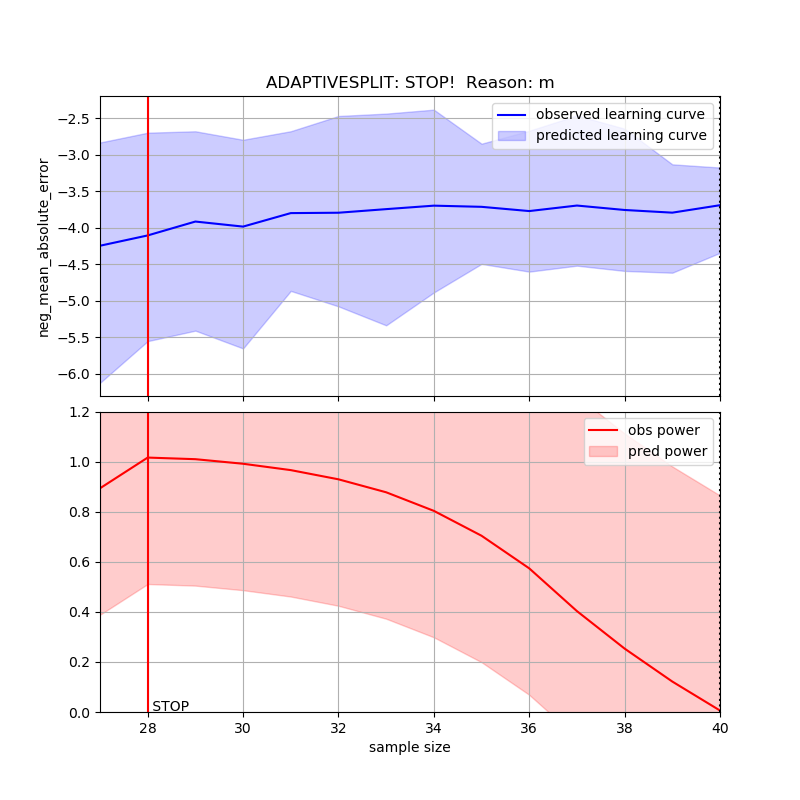 ADAPTIVESPLIT: STOP!  Reason: m
neg_mean_absolute_error
−2.5
−3.0
−3.5
−4.0
−4.5
−5.0
−5.5
−6.0
observed learning curve
predicted learning curve
1.2
1.0
0.8
0.6
0.4
0.2
0.0
obs power
pred power
STOP
28 30 32 34 36 38 40
sample size